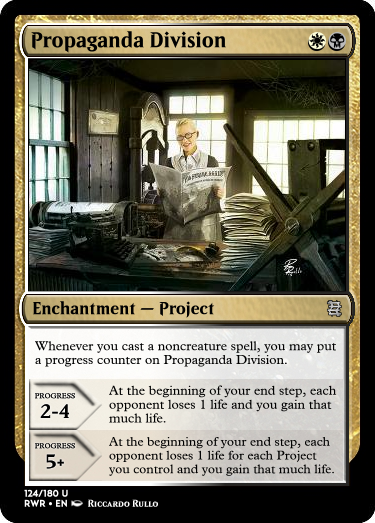 Propaganda Division
Enchantment — Project
Whenever you cast a noncreature spell, you may put
a progress counter on Propaganda Division.
PROGRESS
2-4
At the beginning of your end step, each
opponent loses 1 life and you gain that
much life.
PROGRESS
5+
At the beginning of your end step, each
opponent loses 1 life for each Project
you control and you gain that much life.
124/180 U
RWR • EN Riccardo Rullo